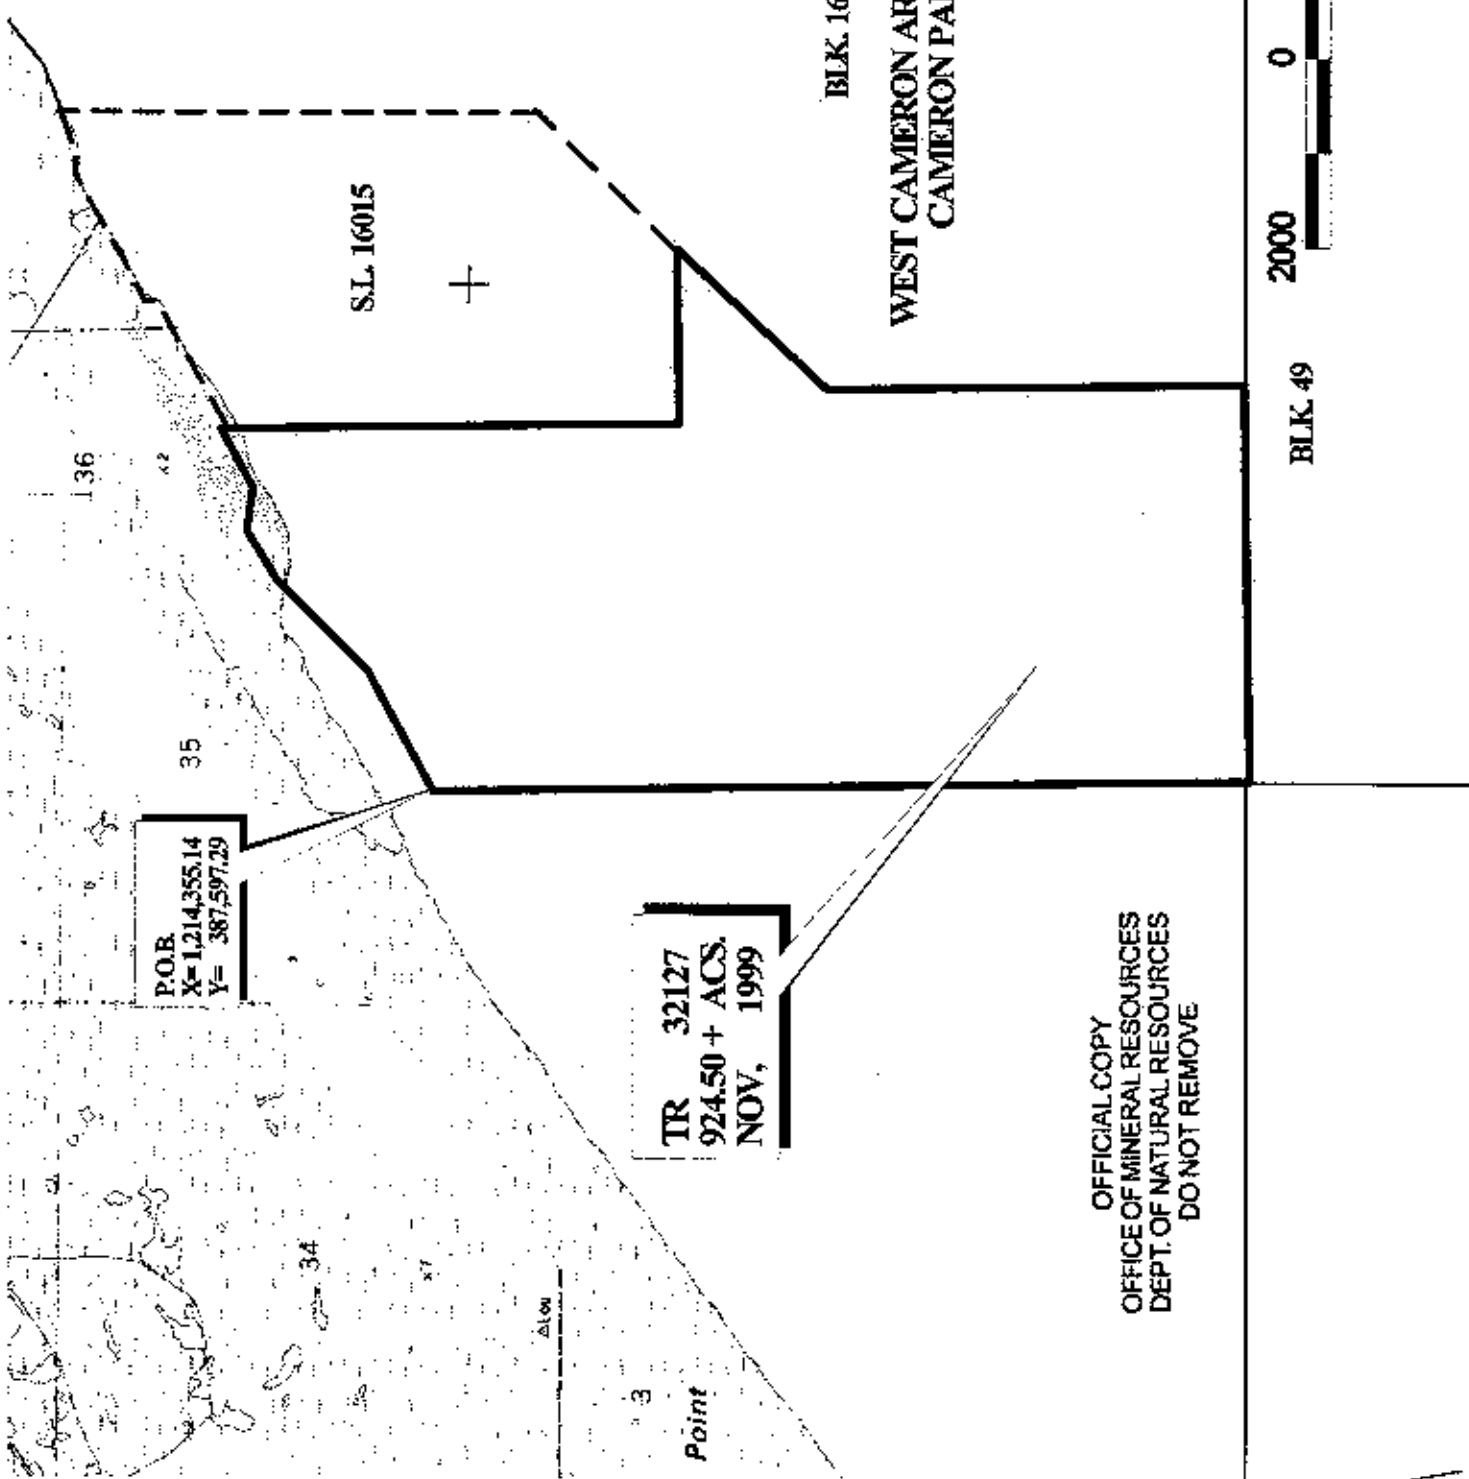 36
35
P.O.B.
X= 1,214,355.14
Y= 387,597.29
34
3
Point
S.L. 16015
TR 32127
924.50 + ACS.
NOV, 1999
BLK. 16
WEST CAMERON AR
CAMERON PA
OFFICIAL COPY
OFFICE OF MINERAL RESOURCES
DEPT. OF NATURAL RESOURCES
DO NOT REMOVE
BLK. 49
2000 0